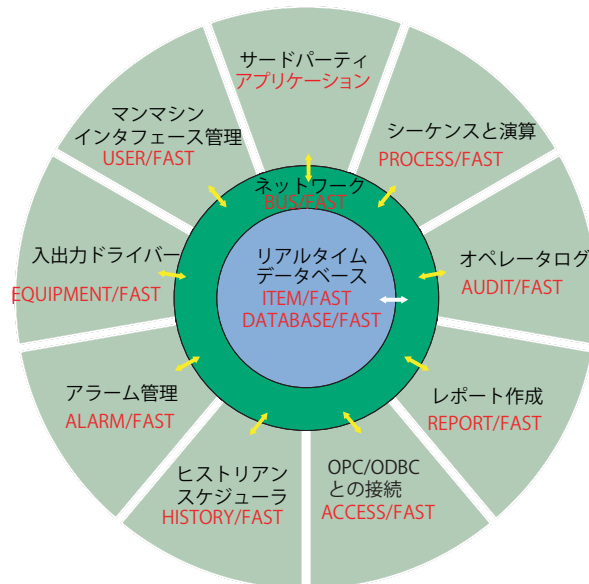 サードパーティ
アプリケーション
シーケンスと演算
PROCESS/FAST
オペレータログ
AUDIT/FAST
レポート作成
REPORT/FAST
OPC/ODBC
との接続
ACCESS/FAST
ヒストリアン
スケジューラ
HISTORY/FAST
アラーム管理
ALARM/FAST
入出力ドライバー
EQUIPMENT/FAST
マンマシン
インタフェース管理
USER/FAST
ネットワーク
BUS/FAST
リアルタイム
データベース
ITEM/FAST
DATABASE/FAST